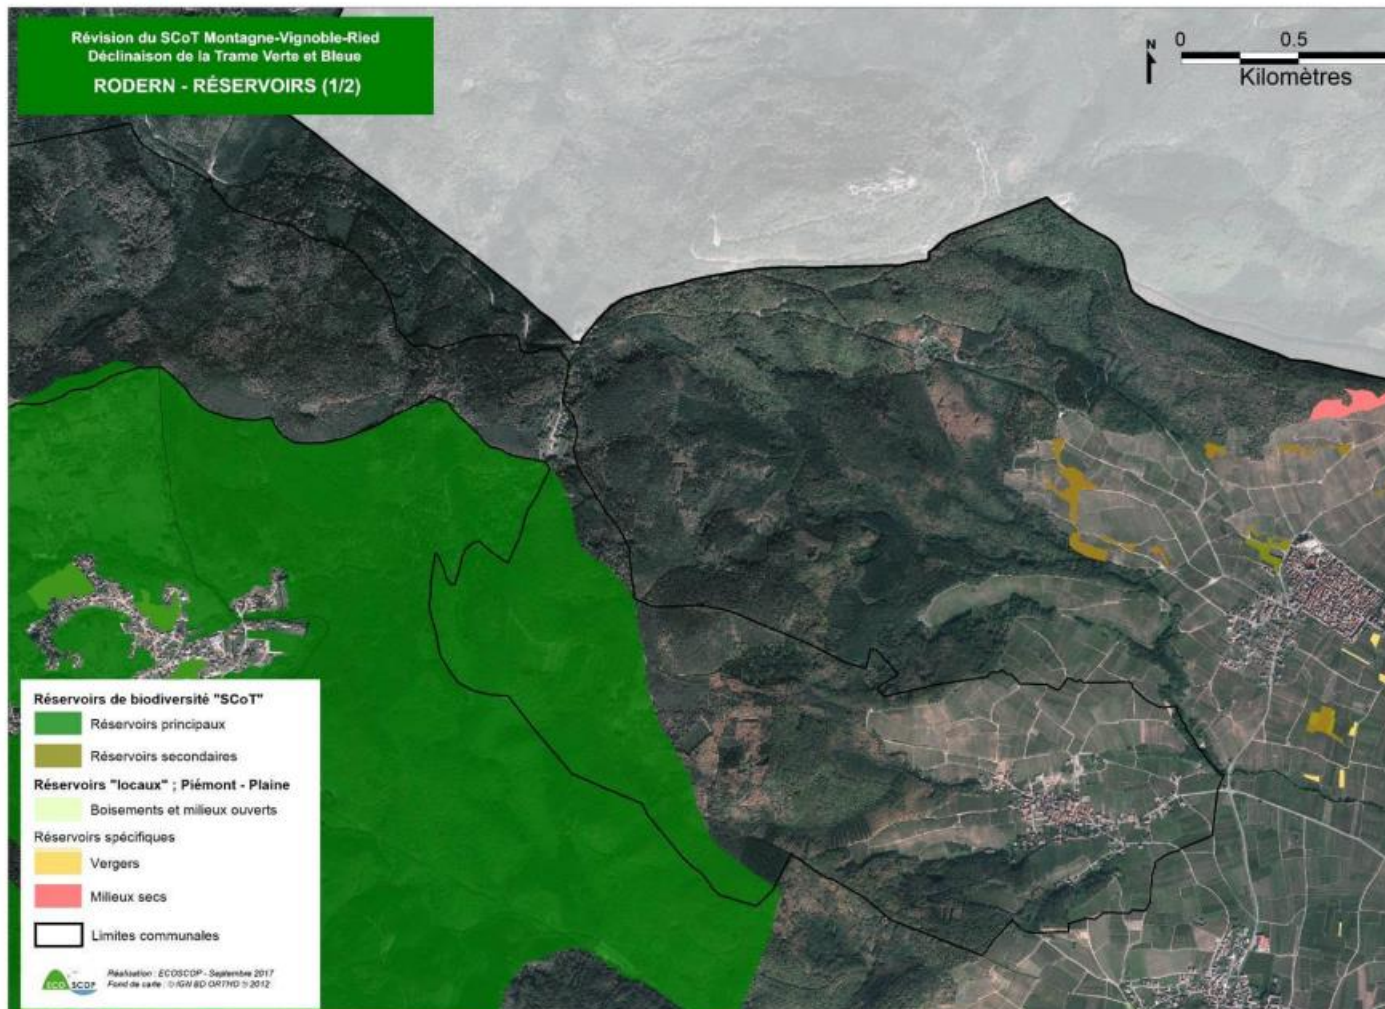 Révision du SCoT Montagne-Vignoble-Ried
Déclinaison de la Trame Verte et Bleue
RODERN - RÉSERVOIRS (1/2)
N
0 0.5
Kilomètres
Réservoirs de biodiversité "SCoT"
Réservoirs principaux
Réservoirs secondaires
Réservoirs "locaux" ; Piémont - Plaine
Boisements et milieux ouverts
Réservoirs spécifiques
Vergers
Milieux secs
Limites communales
ECO SCOP
Réalisation : ECOSCOP - Septembre 2017
Fond de carte : © IGN BD ORTHO ® 2012